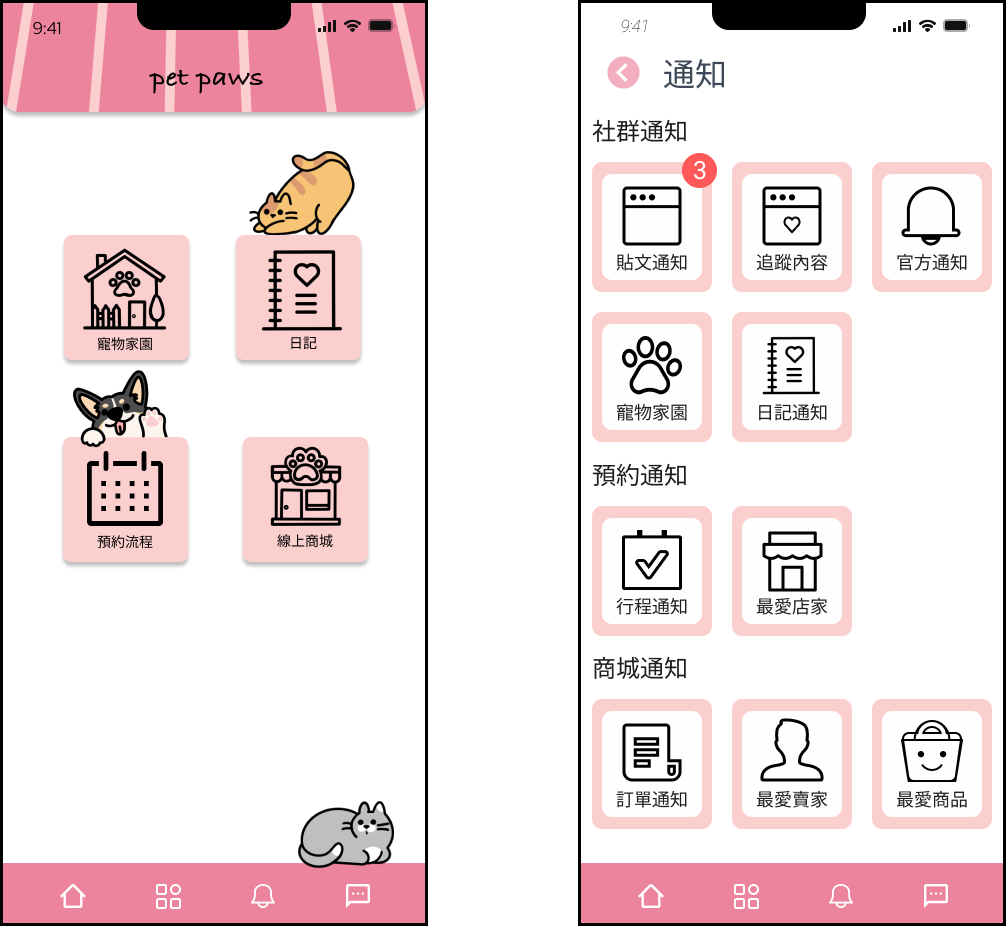 9:41
pet paws
寵物家園
日記
預約流程
線上商城
9:41
通知
社群通知
3
貼文通知
追蹤內容
官方通知
寵物家園
日記通知
預約通知
行程通知
最愛店家
商城通知
訂單通知
最愛賣家
最愛商品